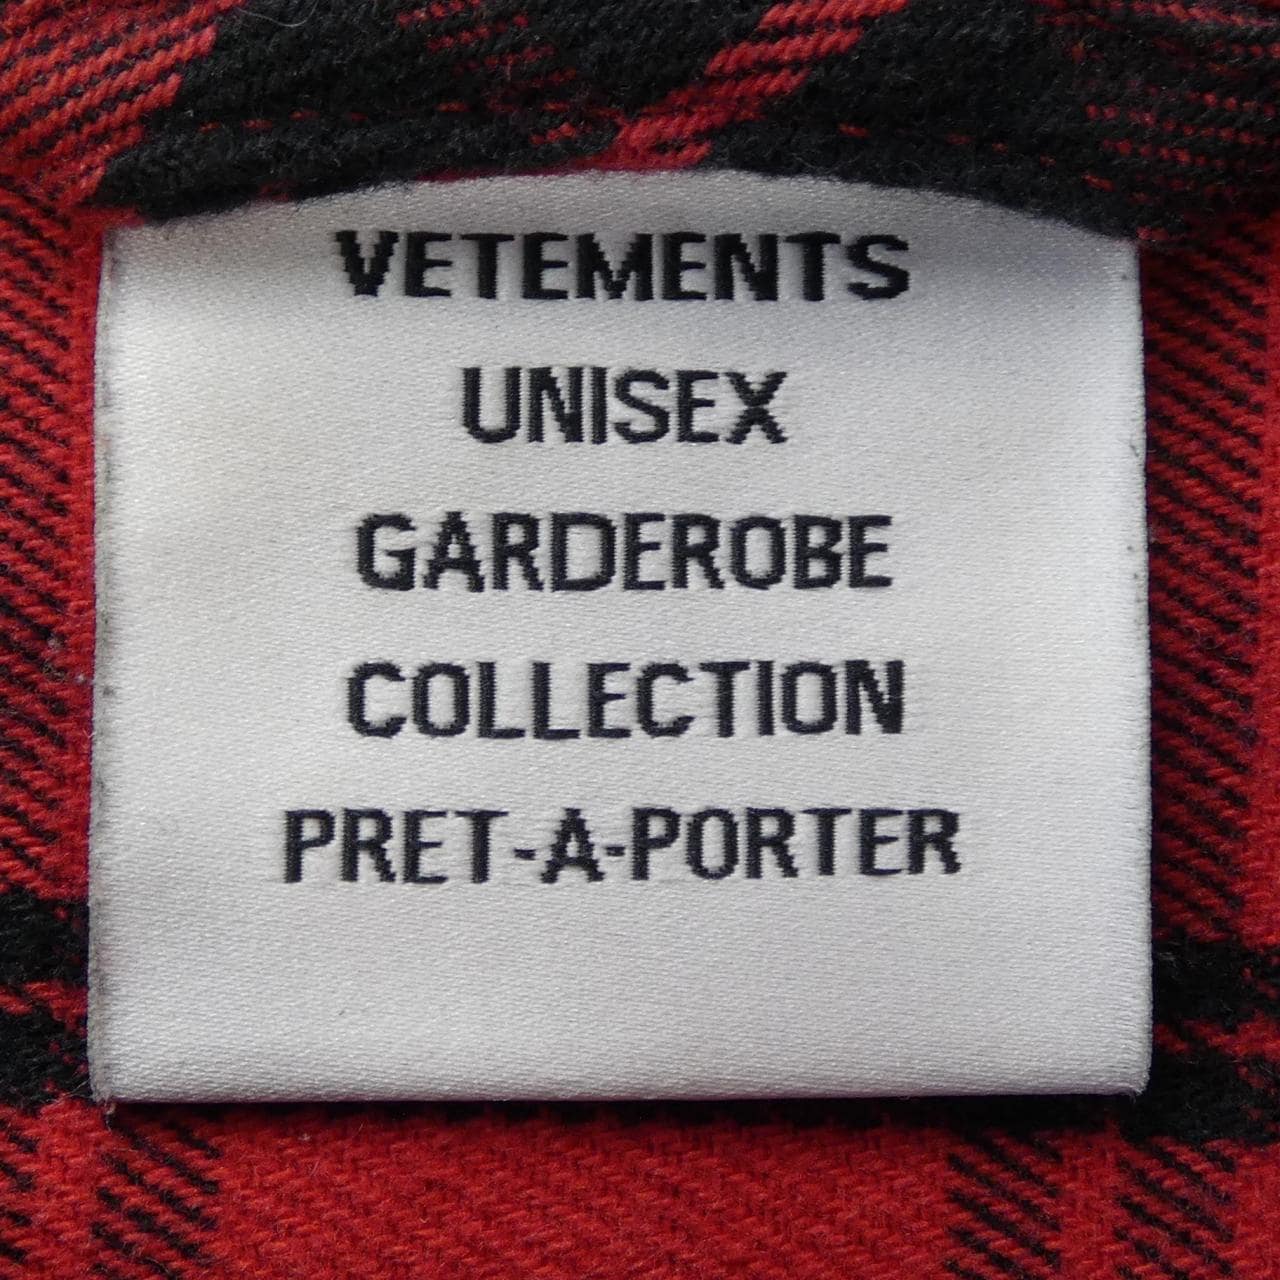 VETEMENTS
UNISEX
GARDEROBE
COLLECTION
PRET-A-PORTER